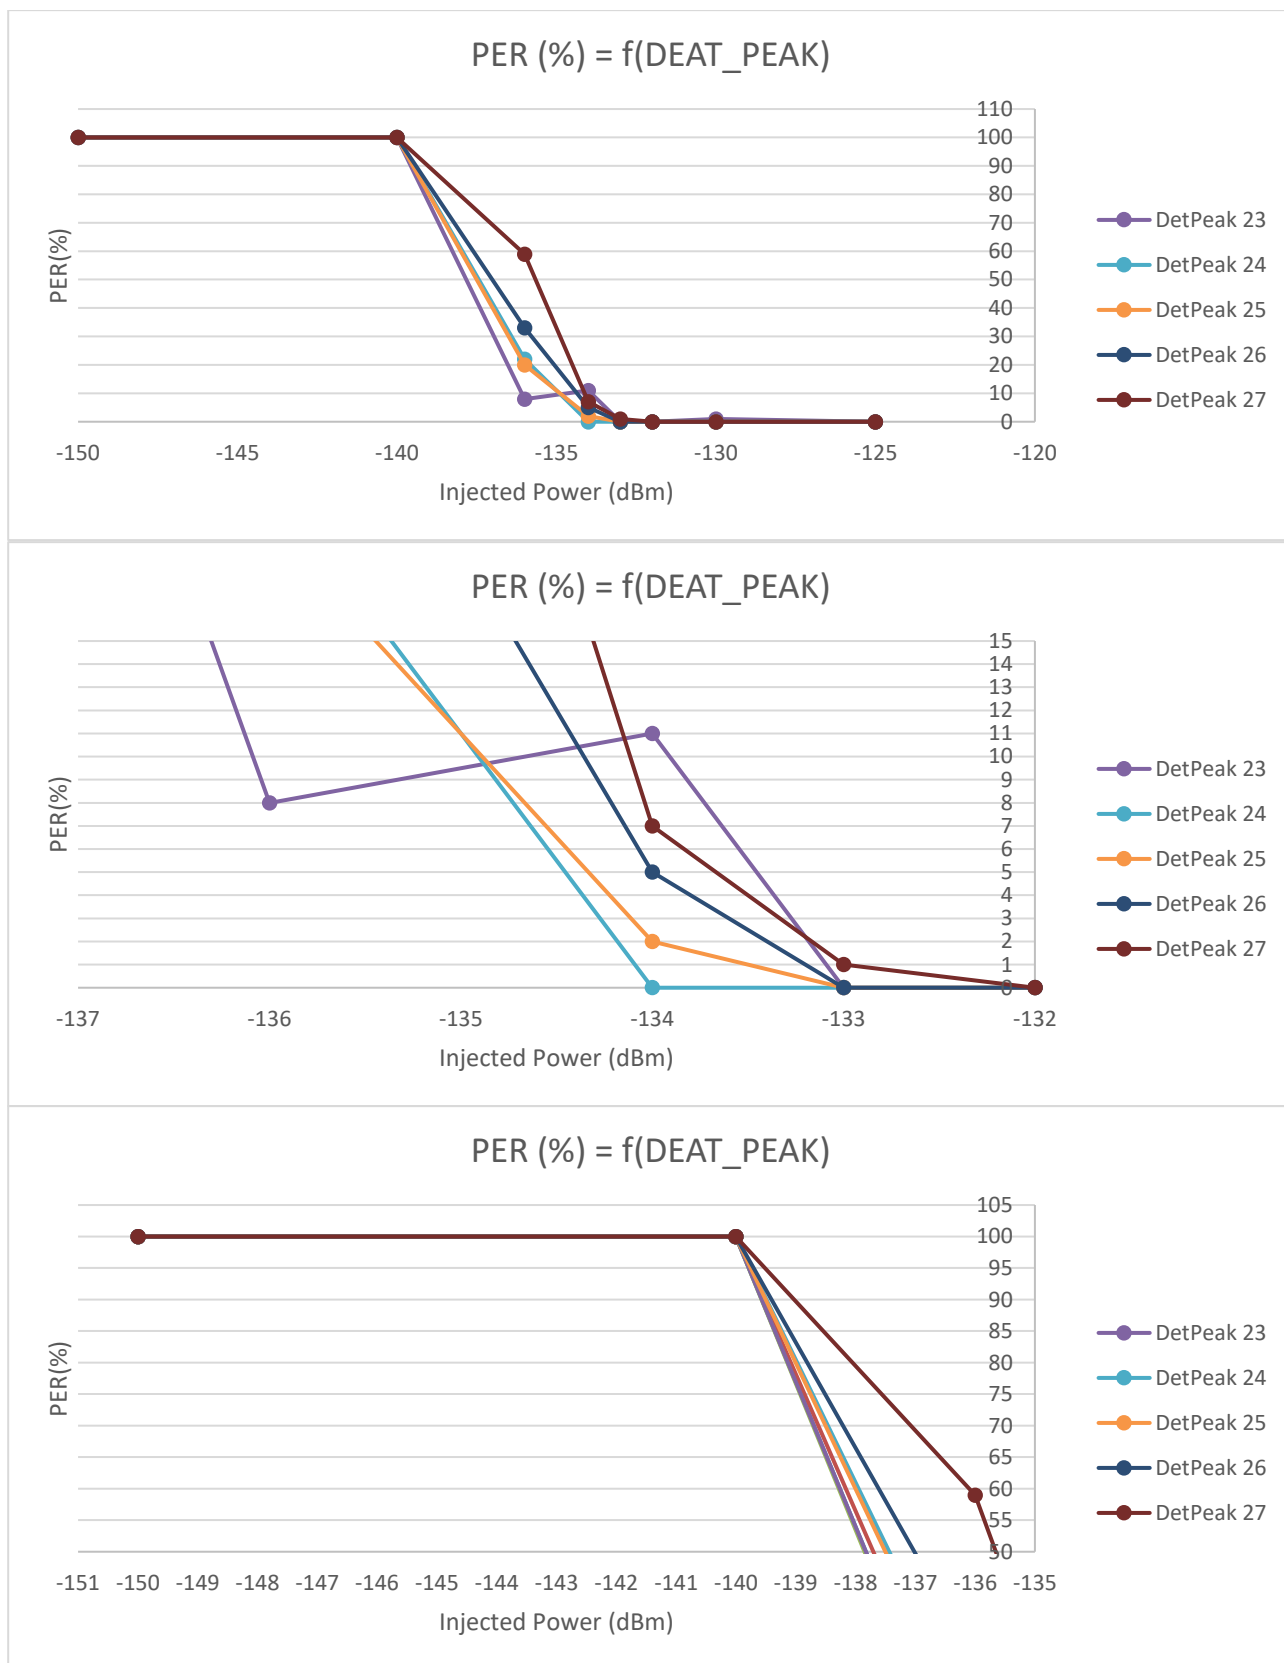 PER (%) = f(DEAT_PEAK)
110
100
90
80
70
60
50
40
30
20
10
0
PER(%)
-150 -145 -140 -135 -130 -125 -120
Injected Power (dBm)
DetPeak 23
DetPeak 24
DetPeak 25
DetPeak 26
DetPeak 27
PER (%) = f(DEAT_PEAK)
15
14
13
12
11
10
9
8
7
6
5
4
3
2
1
0
PER(%)
-137 -136 -135 -134 -133 -132
Injected Power (dBm)
DetPeak 23
DetPeak 24
DetPeak 25
DetPeak 26
DetPeak 27
PER (%) = f(DEAT_PEAK)
105
100
95
90
85
80
75
70
65
60
55
50
PER(%)
-151 -150 -149 -148 -147 -146 -145 -144 -143 -142 -141 -140 -139 -138 -137 -136 -135
Injected Power (dBm)
DetPeak 23
DetPeak 24
DetPeak 25
DetPeak 26
DetPeak 27